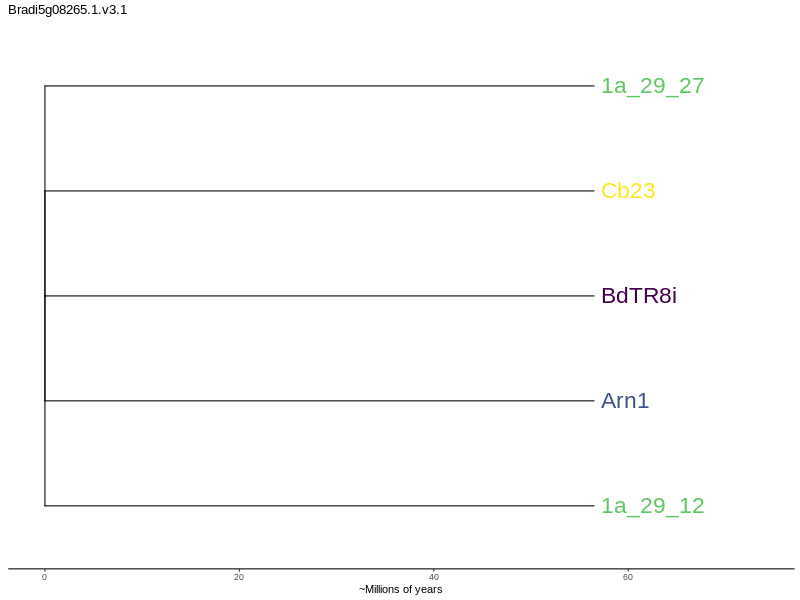 Bradi5g08265.1.v3.1
1a_29_27
Cb23
BdTR8i
Arn1
1a_29_12
0 20 40 60
~Millions of years